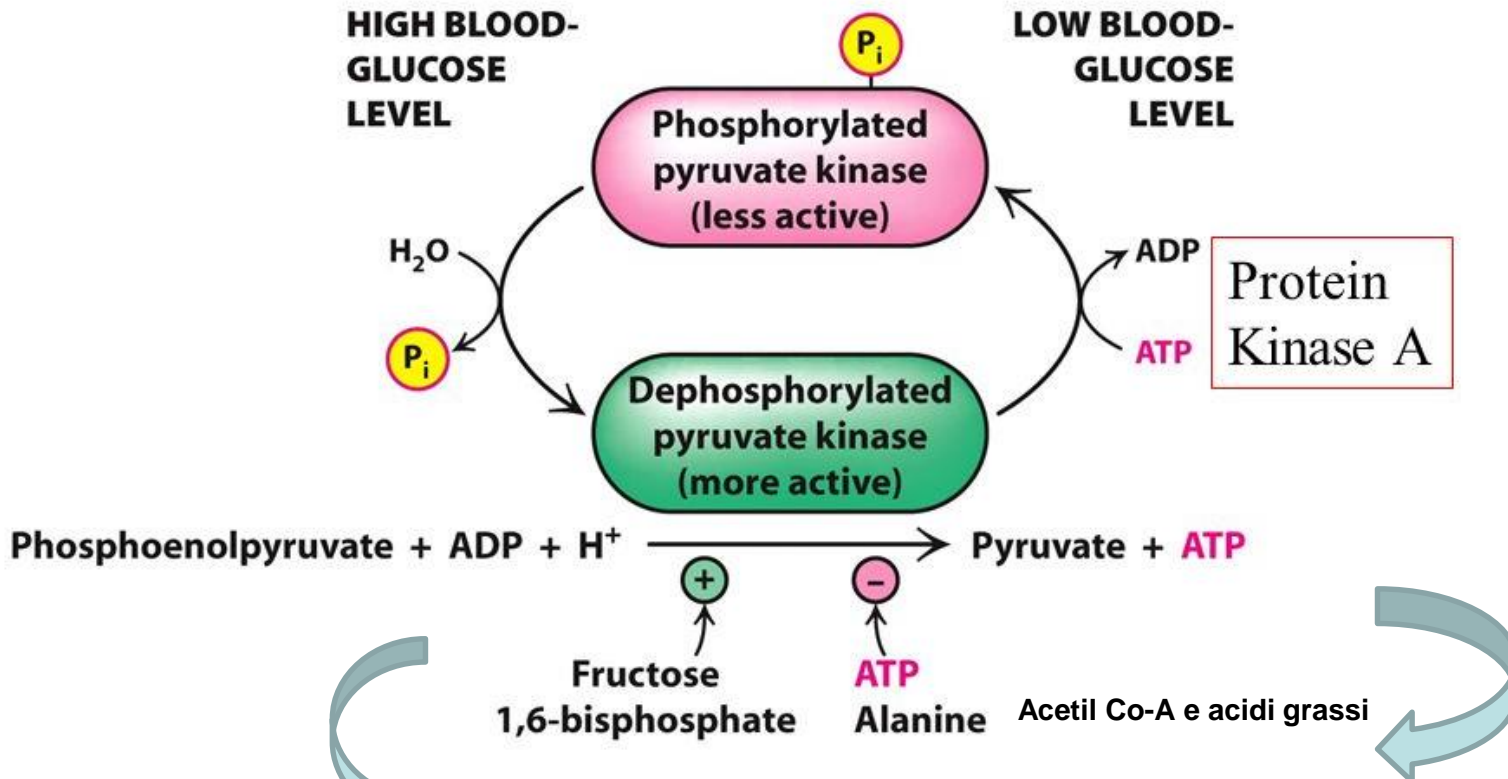 HIGH BLOOD-
GLUCOSE
LEVEL
LOW BLOOD-
GLUCOSE
LEVEL
Pi
Phosphorylated
pyruvate kinase
(less active)
H2O
Pi
ADP
ATP
Protein
Kinase A
Dephosphorylated
pyruvate kinase
(more active)
Phosphoenolpyruvate + ADP + H+
Pyruvate + ATP
+
–
Fructose
1,6-bisphosphate
ATP
Alanine
Acetil Co-A e acidi grassi